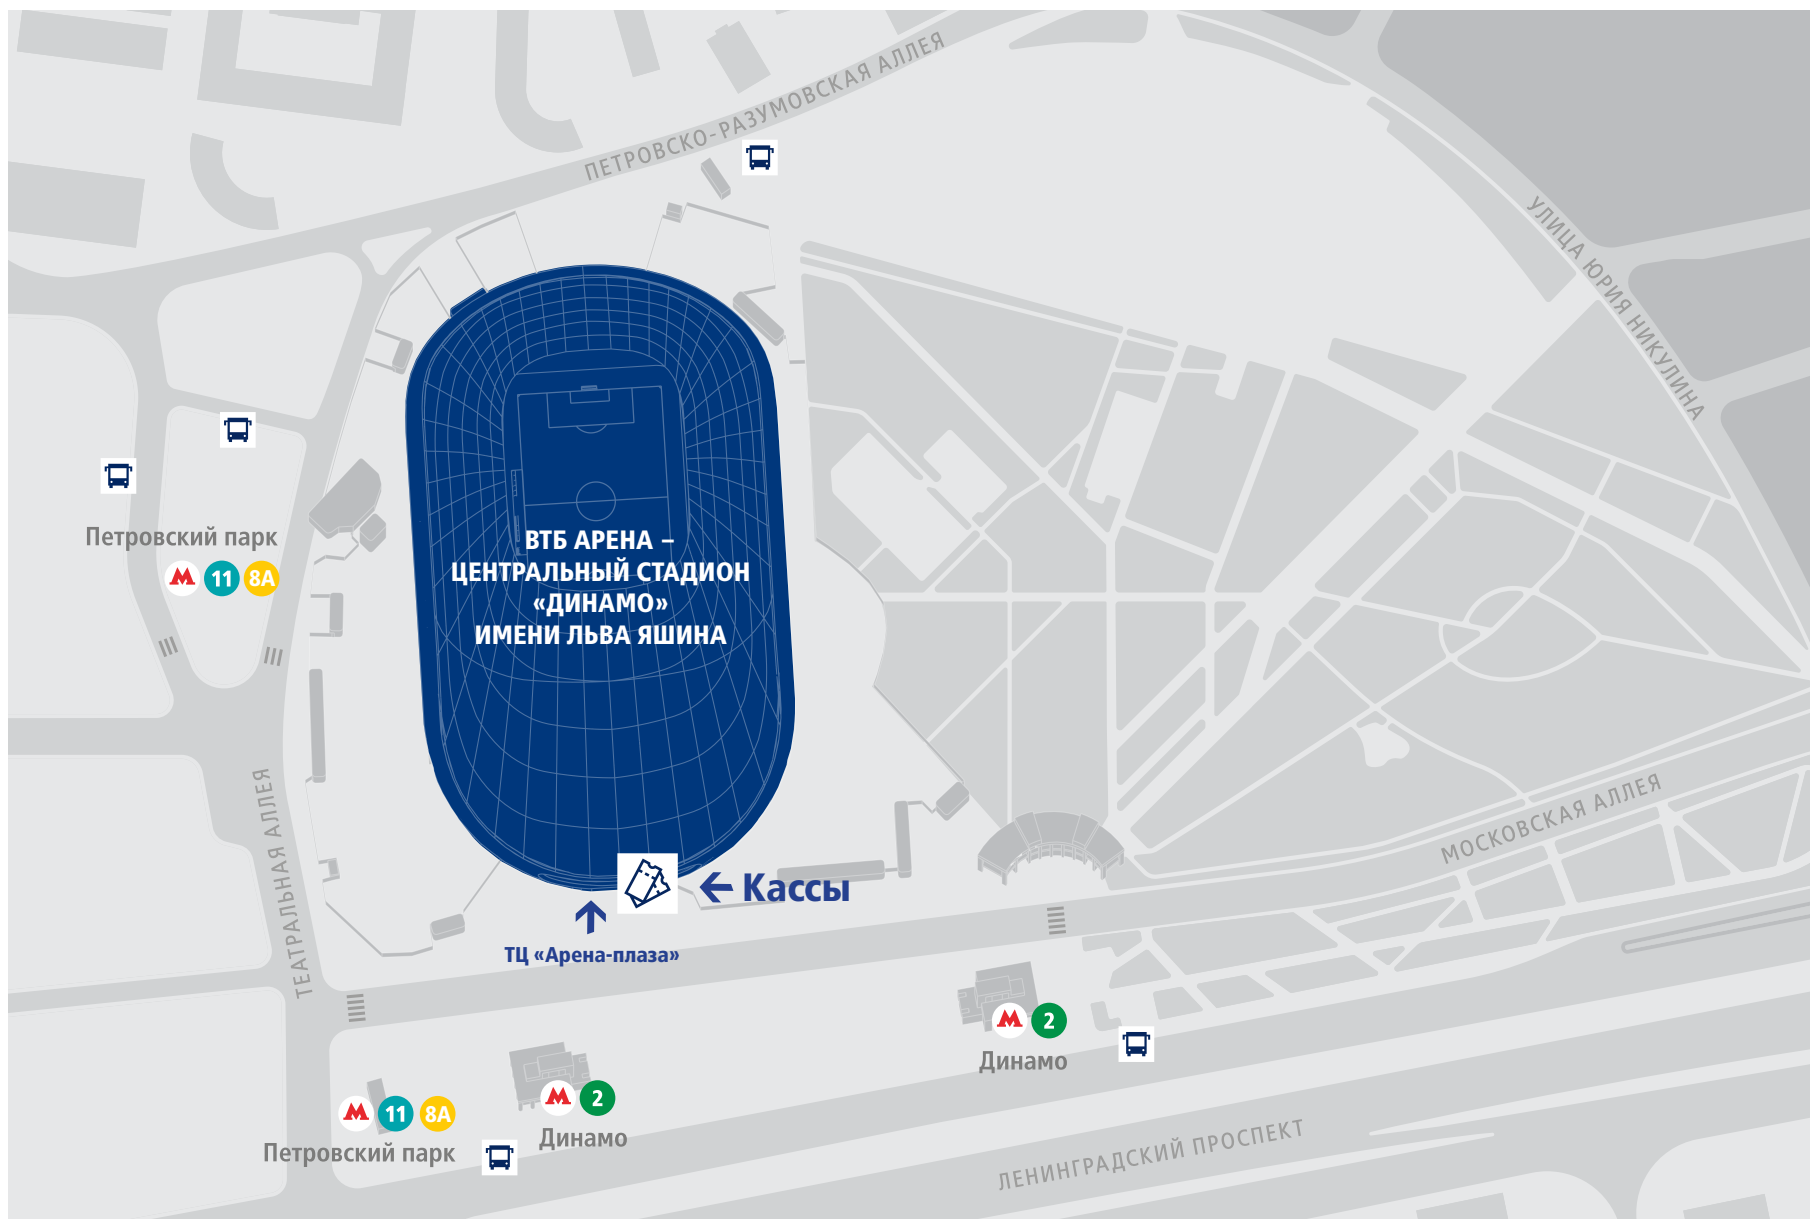 ПЕТРОВСКО-РАЗУМОВСКАЯ АЛЛЕЯ
УЛИЦА ЮРИЯ НИКУЛИНА
Петровский парк
М 11 8А
ВТБ АРЕНА –
ЦЕНТРАЛЬНЫЙ СТАДИОН
«ДИНАМО»
ИМЕНИ ЛЬВА ЯШИНА
ТЕАТРАЛЬНАЯ АЛЛЕЯ
МОСКОВСКАЯ АЛЛЕЯ
Кассы
ТЦ «Арена-плаза»
М 2
Динамо
М 2
Динамо
М 11 8А
Петровский парк
ЛЕНИНГРАДСКИЙ ПРОСПЕКТ